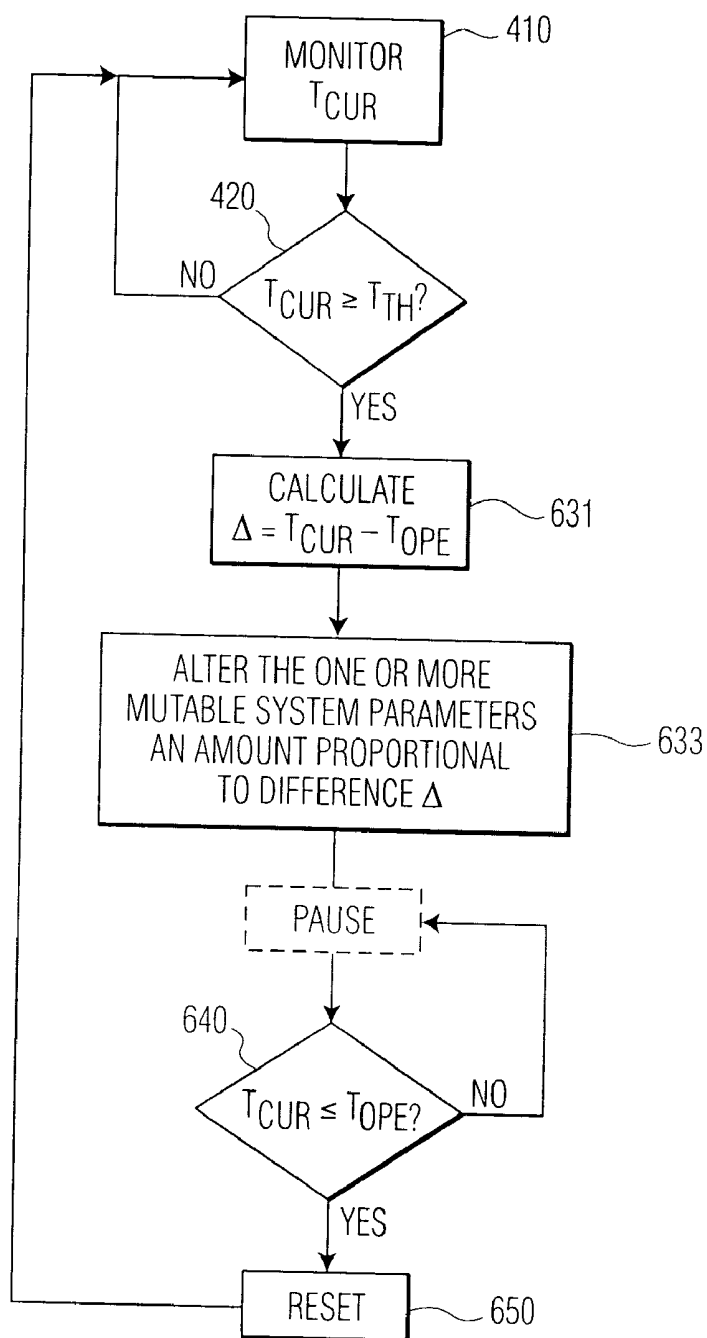 MONITOR
TCUR
410
420
NO
TCUR ≥ TTH?
YES
CALCULATE
Δ = TCUR – TOPE
631
ALTER THE ONE OR MORE
MUTABLE SYSTEM PARAMETERS
AN AMOUNT PROPORTIONAL
TO DIFFERENCE Δ
633
PAUSE
640
TCUR ≤ TOPE?
NO
YES
RESET
650